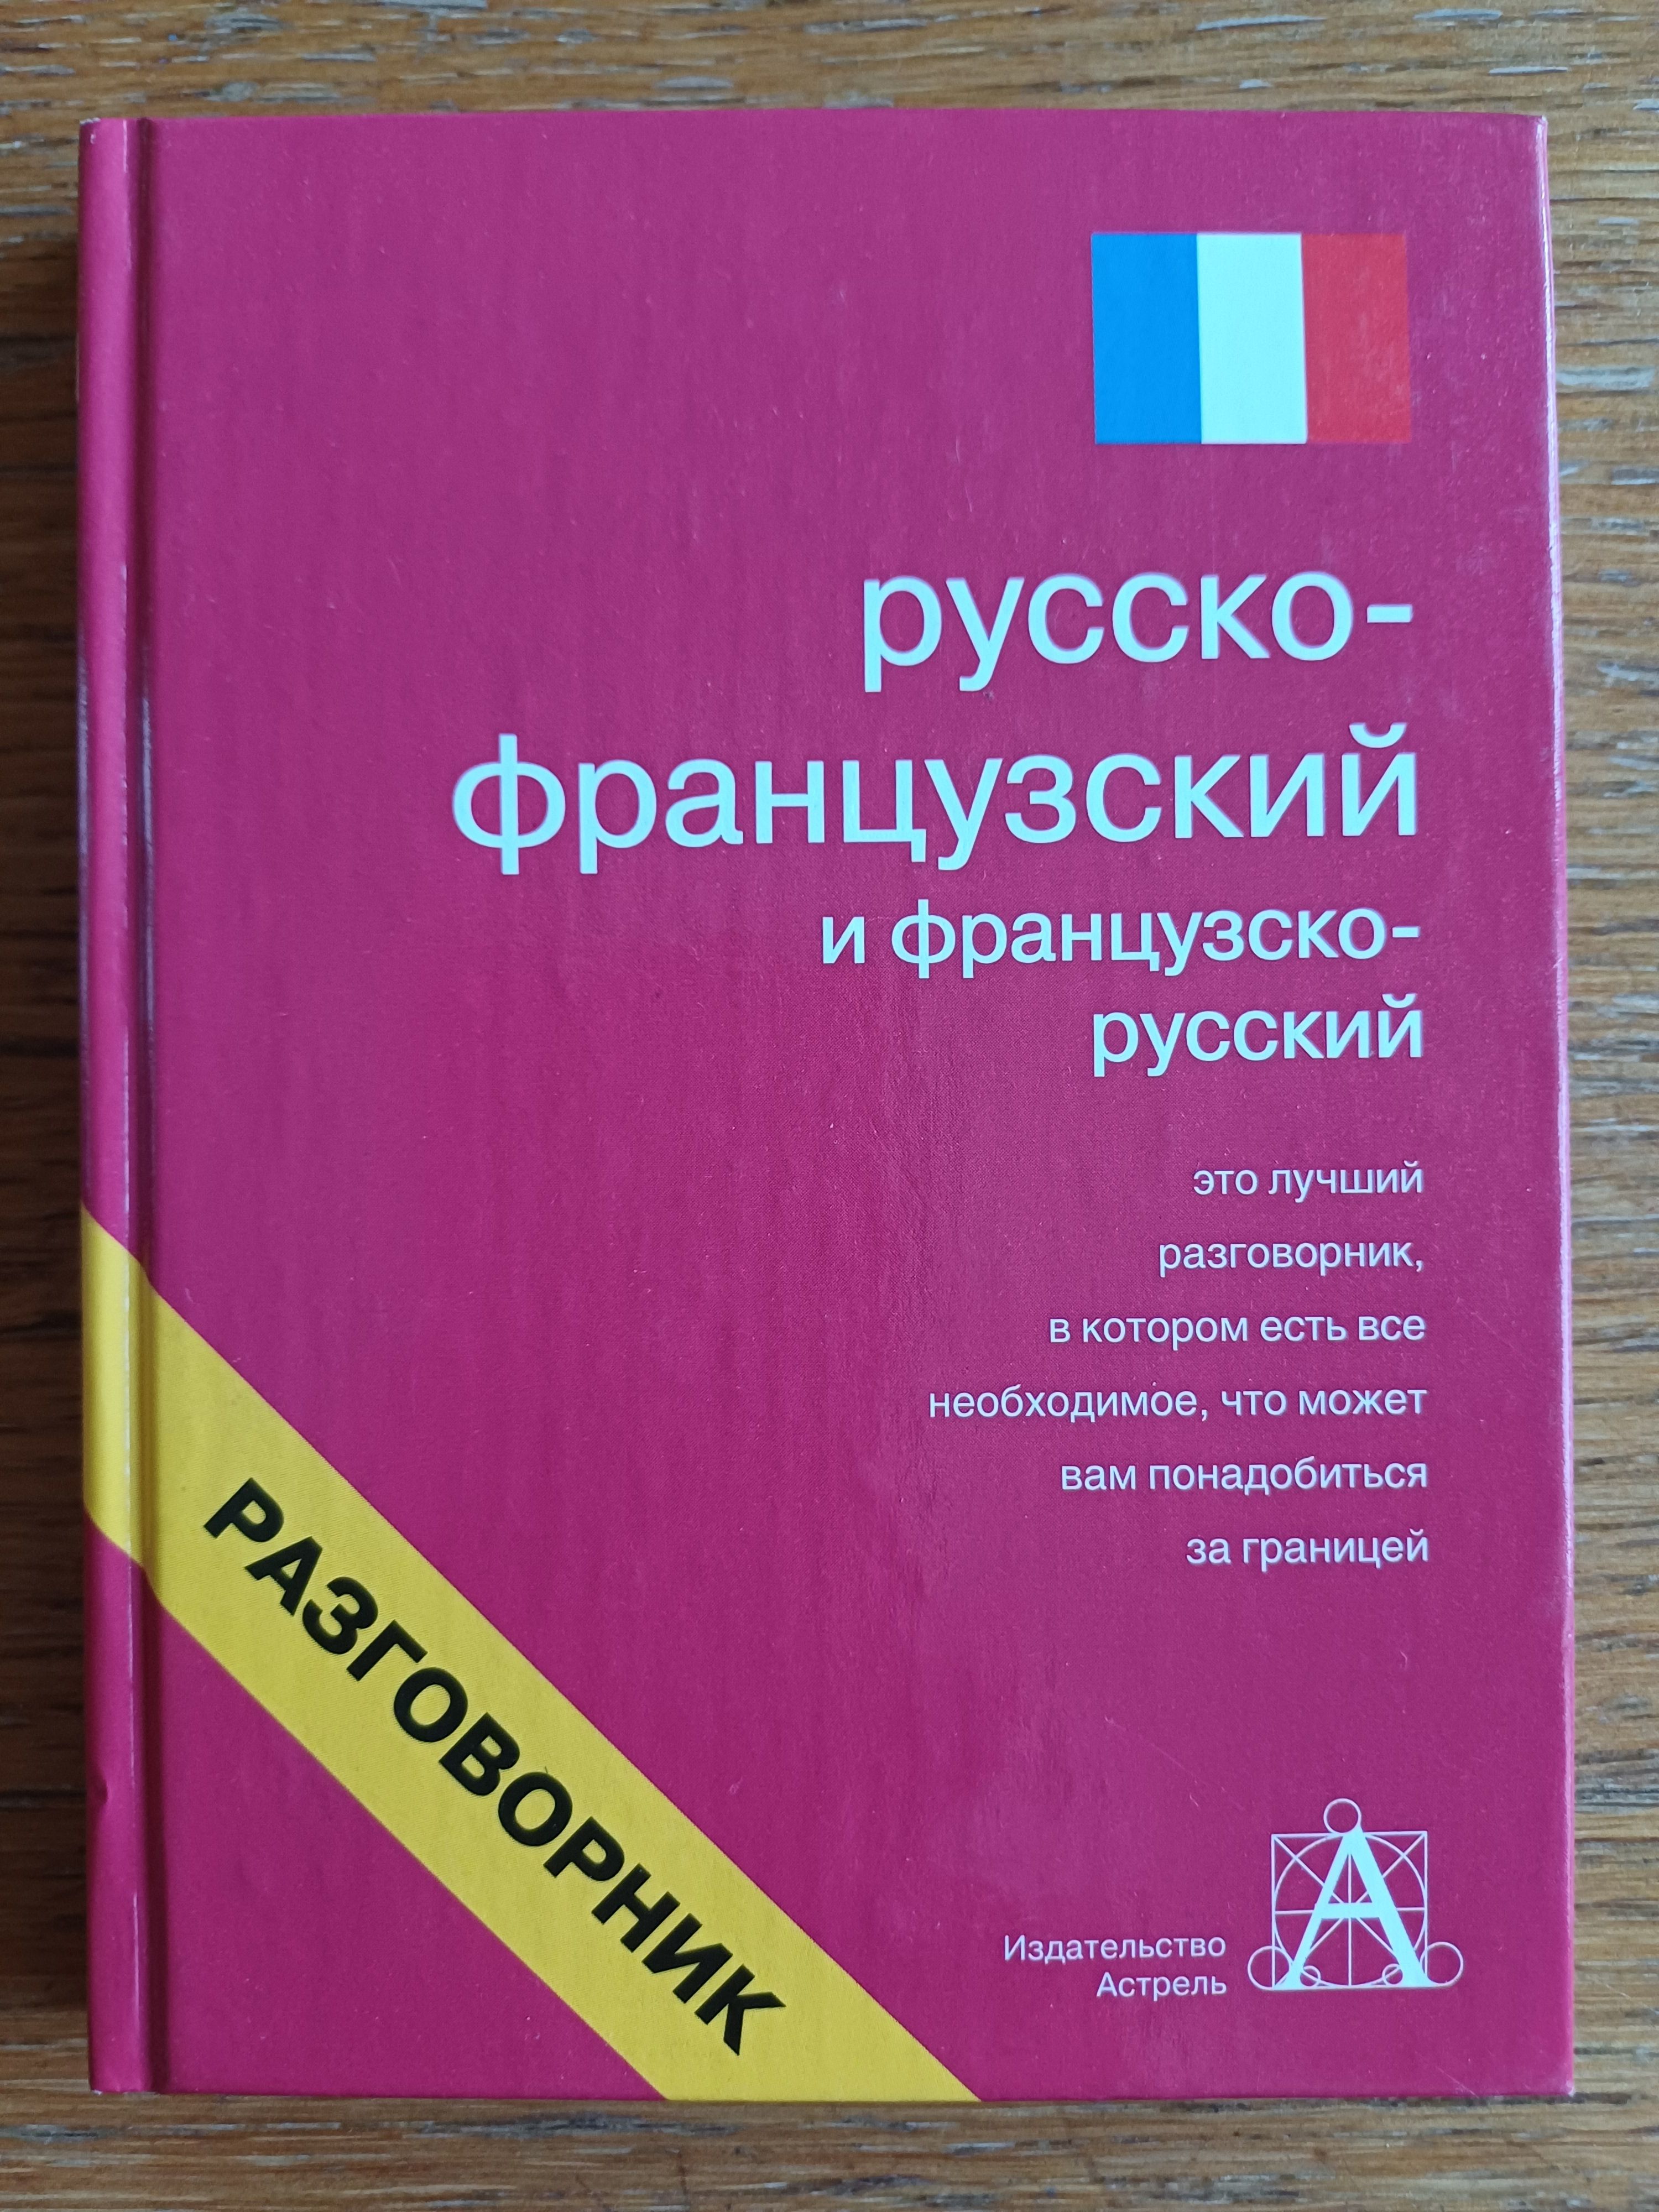 русско-
французский
и французско-
русский
это лучший
разговорник,
в котором есть все
необходимое, что может
вам понадобиться
за границей
РАЗГОВОРНИК
Издательство
Астрель
А